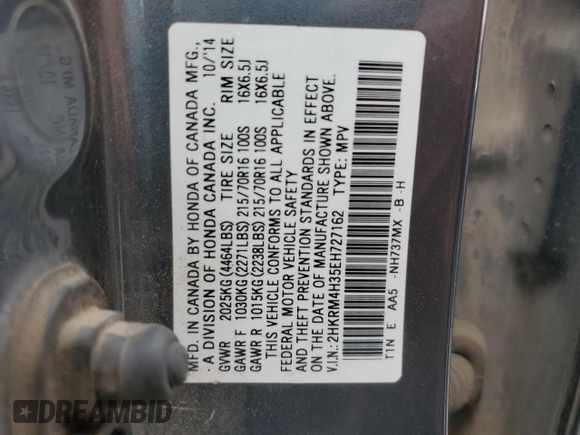 MFD. IN CANADA BY HONDA OF CANADA MFG.,
- A DIVISION OF HONDA CANADA INC. 10/'14
GVWR 2025KG(4464LBS) TIRE SIZE RIM SIZE
GAWR F 1030KG(2271LBS) 215/70R16 100S 16X6.5J
GAWR R 1015KG(2238LBS) 215/70R16 100S 16X6.5J
THIS VEHICLE CONFORMS TO ALL APPLICABLE
FEDERAL MOTOR VEHICLE SAFETY
AND THEFT PREVENTION STANDARDS IN EFFECT
ON THE DATE OF MANUFACTURE SHOWN ABOVE.
V.I.N.: 2HKRM4H35EH727162 TYPE: MPV
T1N E AA5 -NH737MX -B -H
DREAMBID